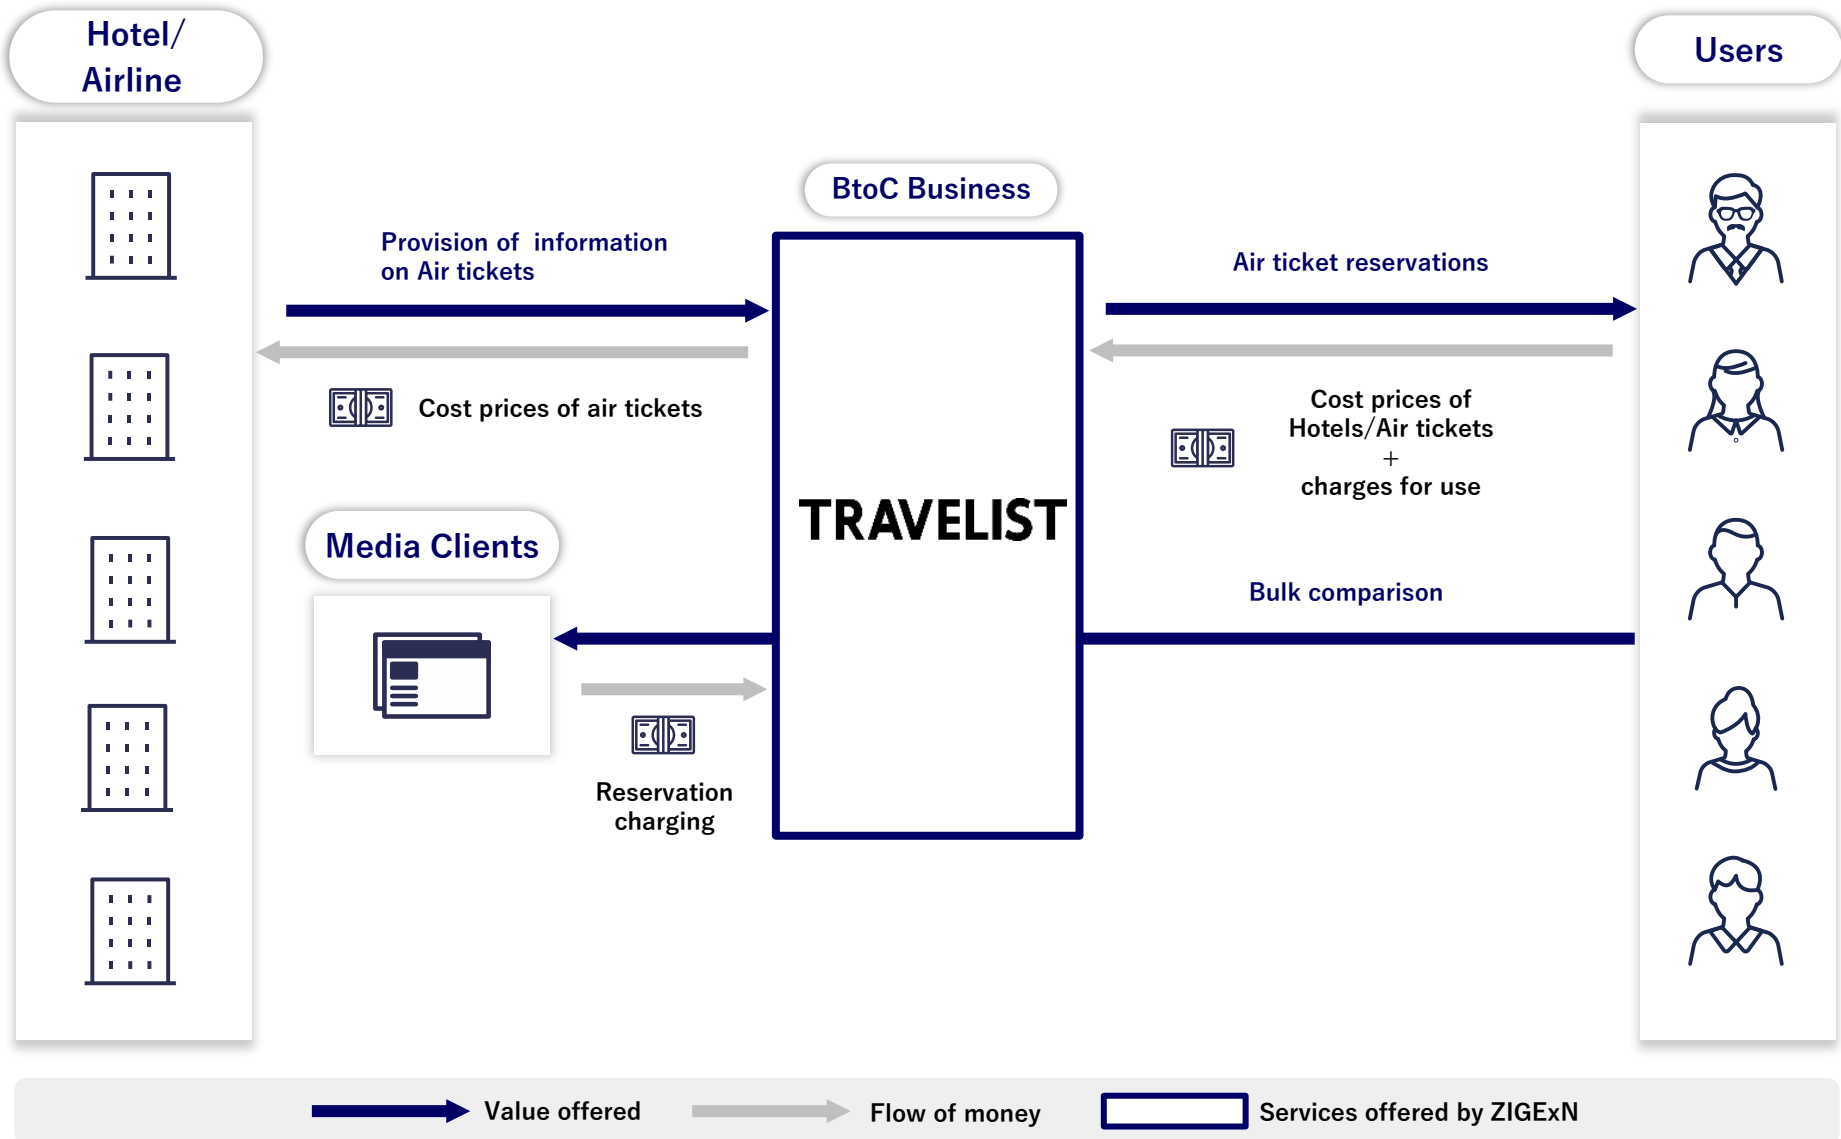 Hotel/
Airline
Users
BtoC Business
Provision of information
on Air tickets
Air ticket reservations
Cost prices of air tickets
Cost prices of
Hotels/Air tickets
+
charges for use
TRAVELIST
Media Clients
Bulk comparison
Reservation
charging
Value offered
Flow of money
Services offered by ZIGExN